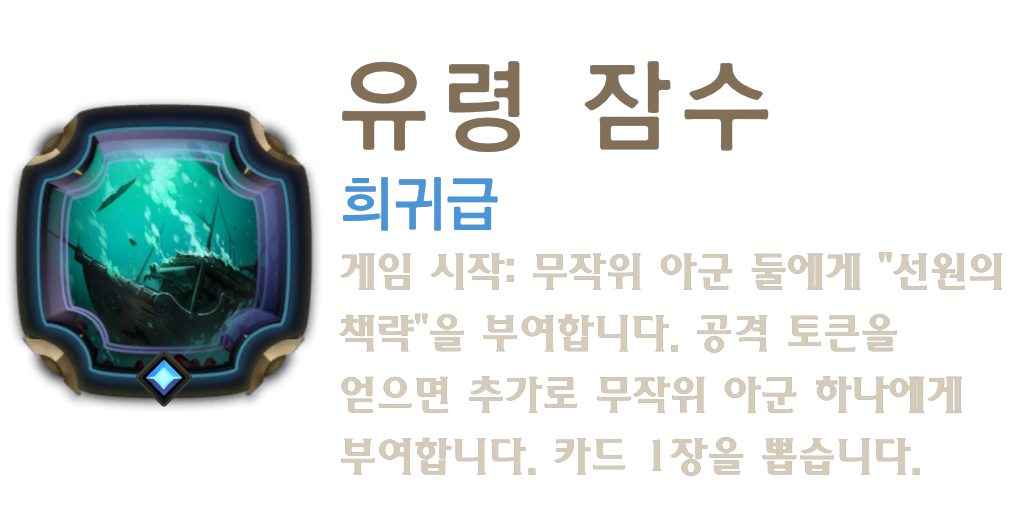 유령 잠수
희귀급
게임 시작: 무작위 아군 둘에게 "선원의
책략"을 부여합니다. 공격 토큰을
얻으면 추가로 무작위 아군 하나에게
부여합니다. 카드 1장을 뽑습니다.